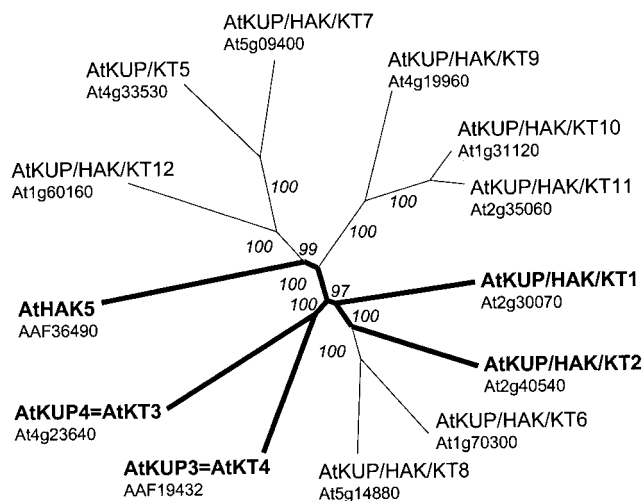 AtKUP/HAK/KT7
At5g09400
AtKUP/KT5
At4g33530
AtKUP/HAK/KT9
At4g19960
AtKUP/HAK/KT10
At1g31120
AtKUP/HAK/KT12
At1g60160
AtKUP/HAK/KT11
At2g35060
100
100
100
100
99
100
97
100
100
100
AtKUP/HAK/KT1
At2g30070
AtHAK5
AAF36490
AtKUP/HAK/KT2
At2g40540
AtKUP4=AtKT3
At4g23640
AtKUP/HAK/KT6
At1g70300
AtKUP3=AtKT4
AAF19432
AtKUP/HAK/KT8
At5g14880